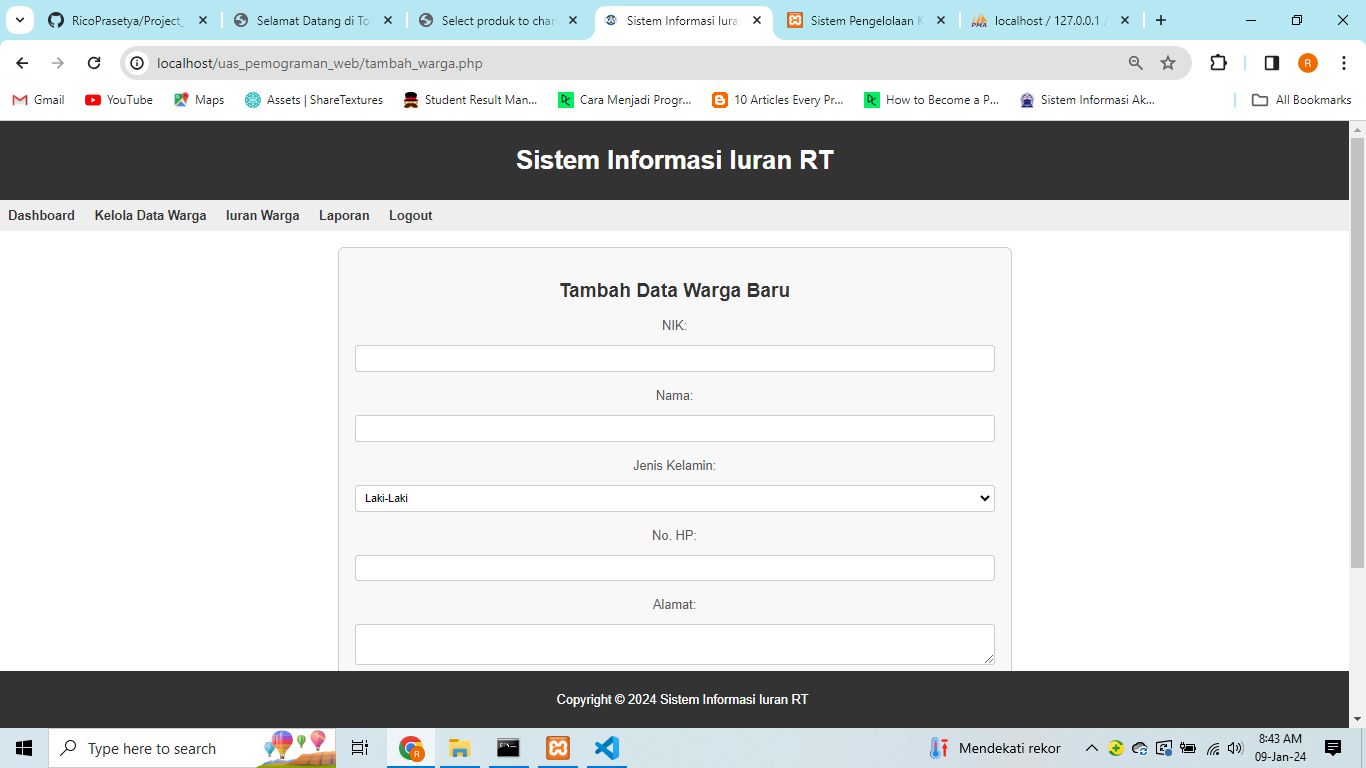 RicoPrasetya/Project_
Selamat Datang di To
Select produk to char
Sistem Informasi Iura
Sistem Pengelolaan K
localhost / 127.0.0.1 /
localhost/uas_pemograman_web/tambah_warga.php
R
Gmail
YouTube
Maps
Assets | ShareTextures
Student Result Man...
Cara Menjadi Progr...
10 Articles Every Pr...
How to Become a P...
Sistem Informasi Ak...
All Bookmarks
Sistem Informasi Iuran RT
Dashboard Kelola Data Warga Iuran Warga Laporan Logout
Tambah Data Warga Baru
NIK:
Nama:
Jenis Kelamin:
Laki-Laki
No. HP:
Alamat:
Copyright © 2024 Sistem Informasi Iuran RT
Type here to search
Mendekati rekor
8:43 AM
09-Jan-24